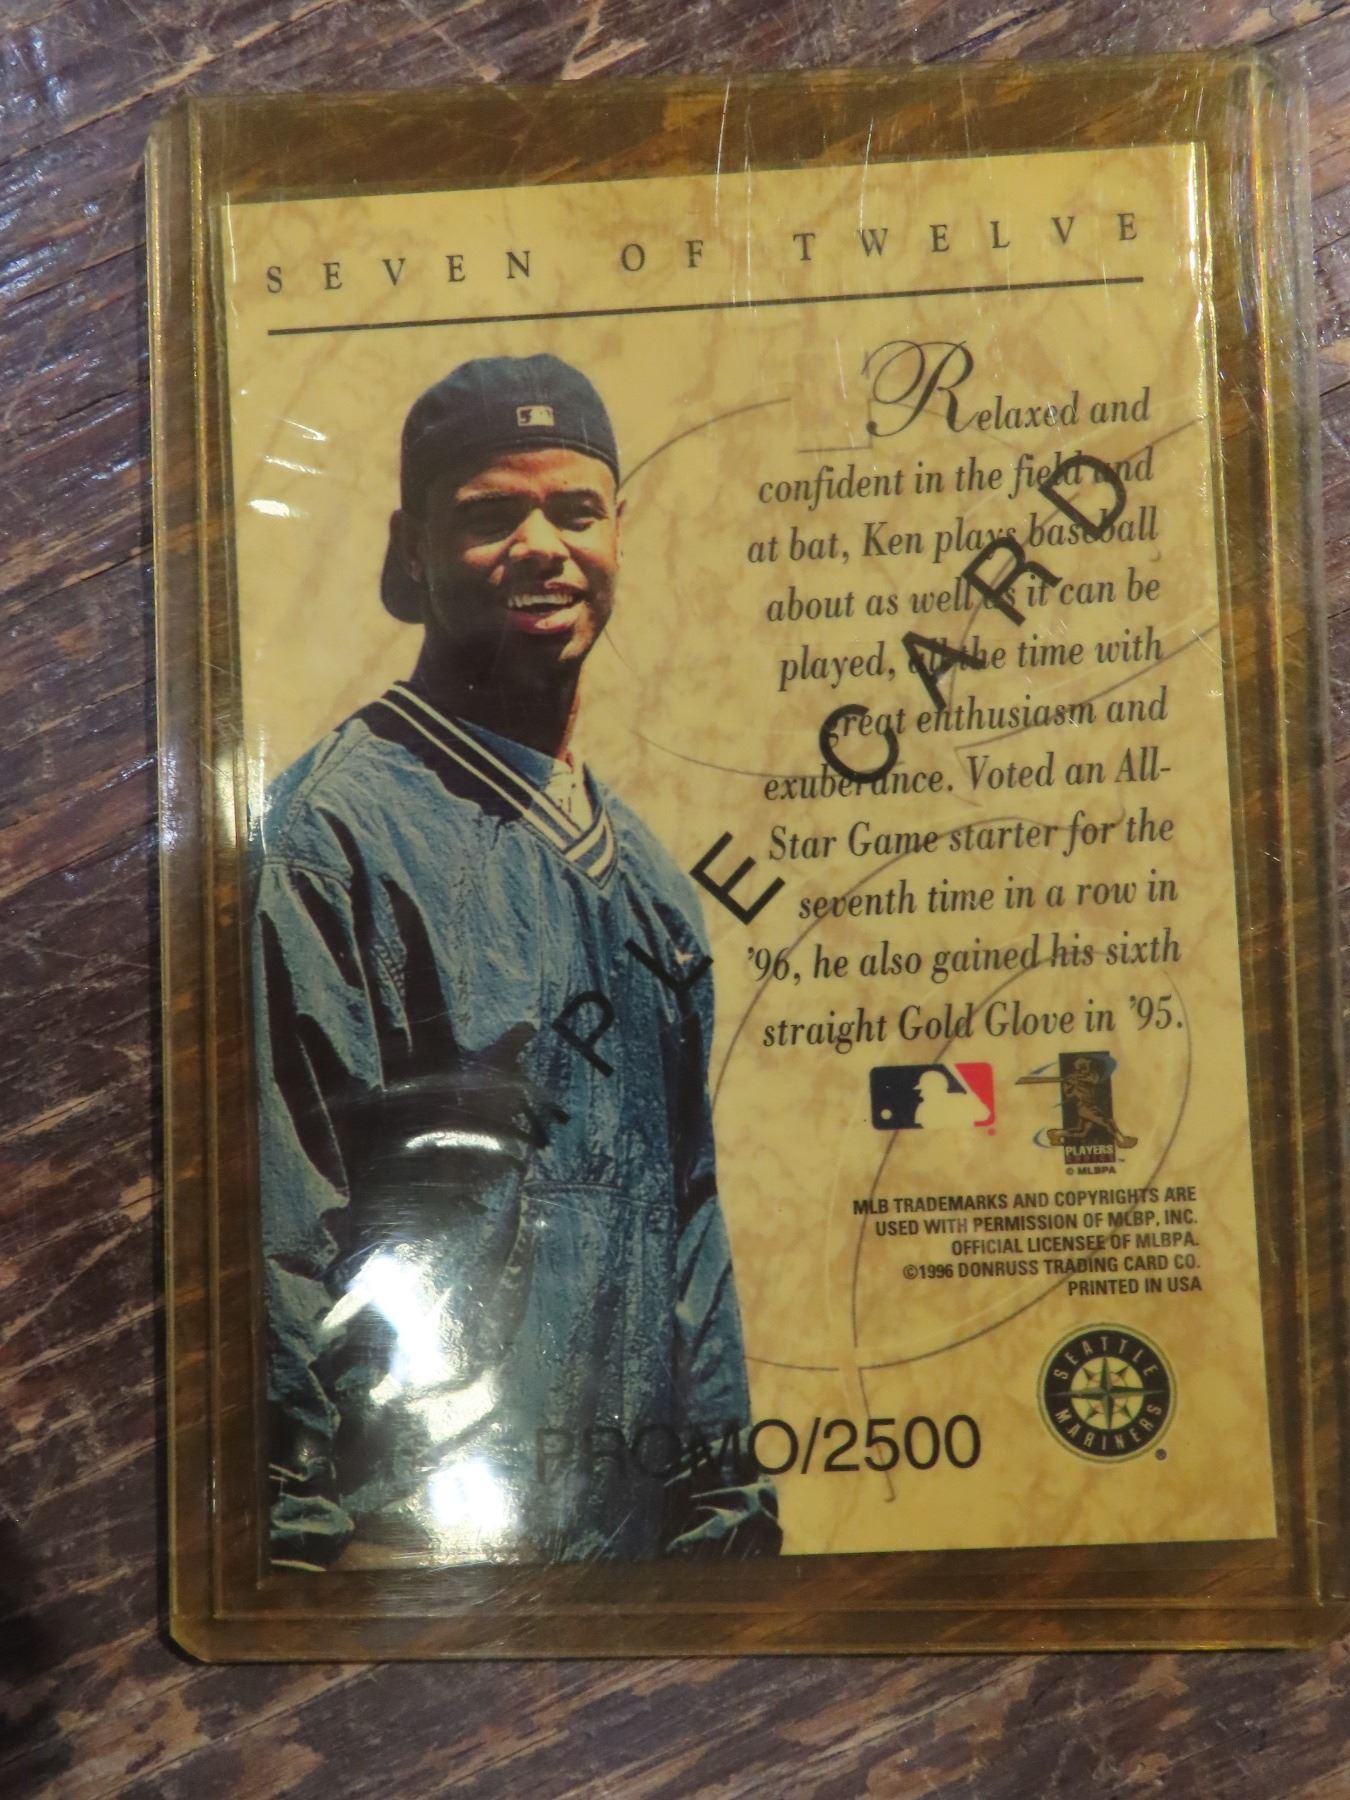 SEVEN OF TWELVE
Relaxed and
confident in the field and
at bat, Ken plays baseball
about as well as it can be
played, all the time with
great enthusiasm and
exuberance. Voted an All-
Star Game starter for the
seventh time in a row in
'96, he also gained his sixth
straight Gold Glove in '95.
PLE CARD
PLAYERS
© MLBPA
MLB TRADEMARKS AND COPYRIGHTS ARE
USED WITH PERMISSION OF MLBP, INC.
OFFICIAL LICENSEE OF MLBPA.
©1996 DONRUSS TRADING CARD CO.
PRINTED IN USA
SEATTLE
MARINERS
PROMO/2500